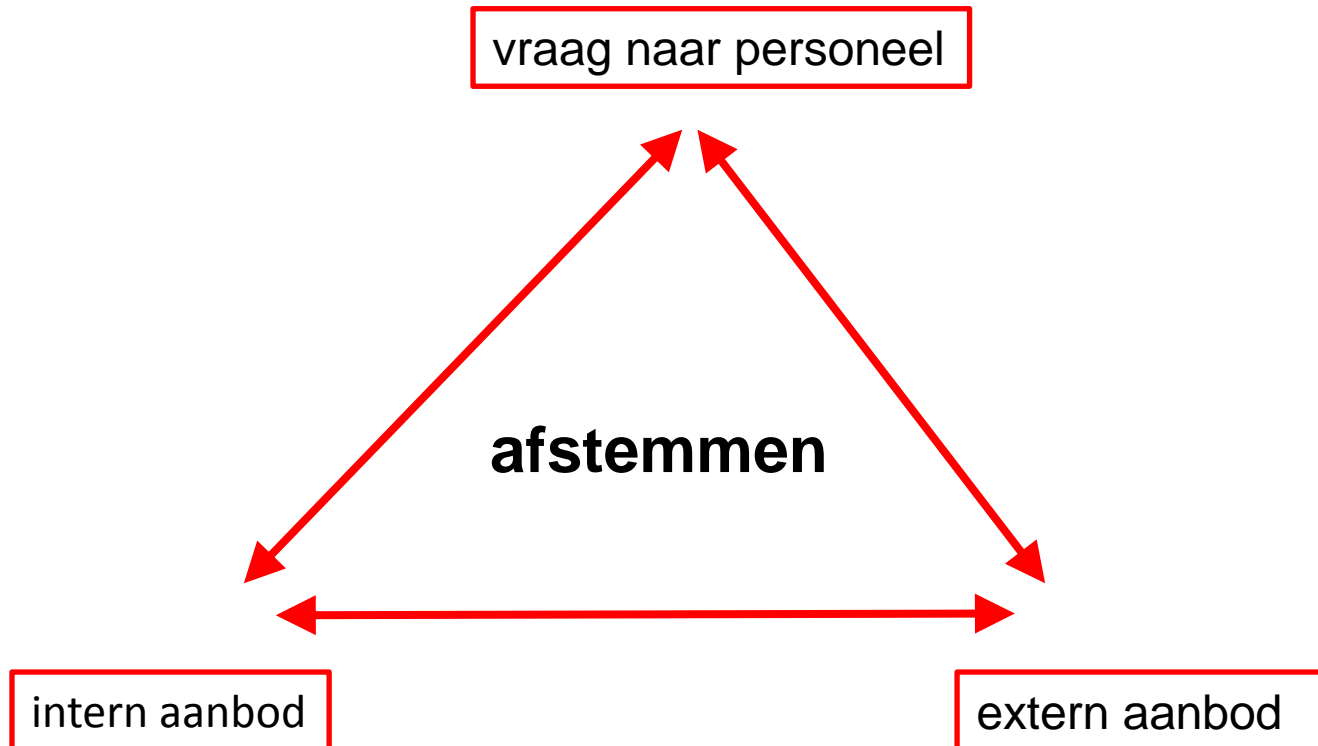 vraag naar personeel
afstemmen
intern aanbod
extern aanbod